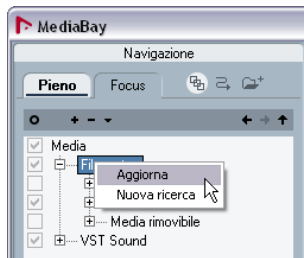 MediaBay
Navigazione
Pieno Focus
Media
Aggiorna
Nuova ricerca
Media rimovibile
VST Sound